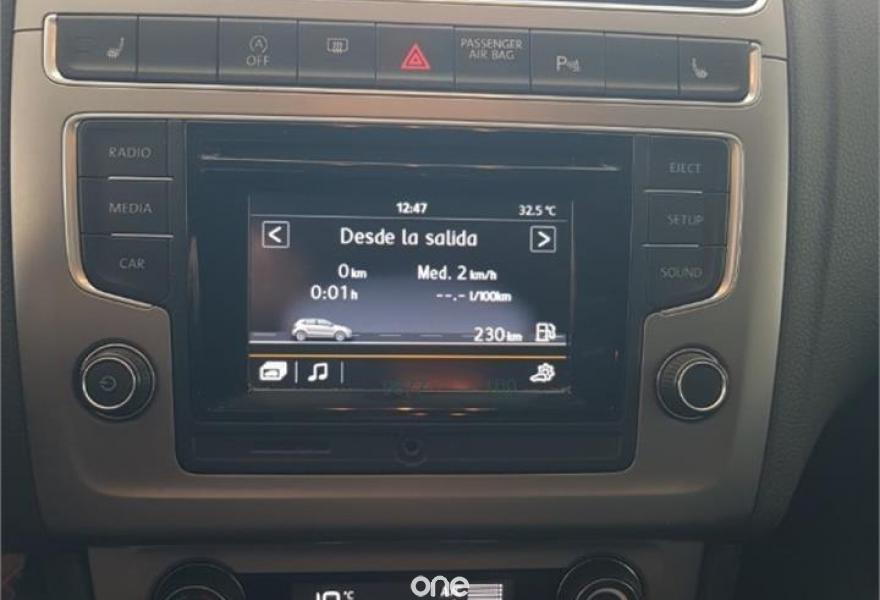 A
OFF
PASSENGER
AIR BAG
P
RADIO
EJECT
MEDIA
SETUP
CAR
SOUND
12:47
32.5 °C
< Desde la salida >
0 km Med. 2 km/h
0:01 h --.- l/100km
230 km
one